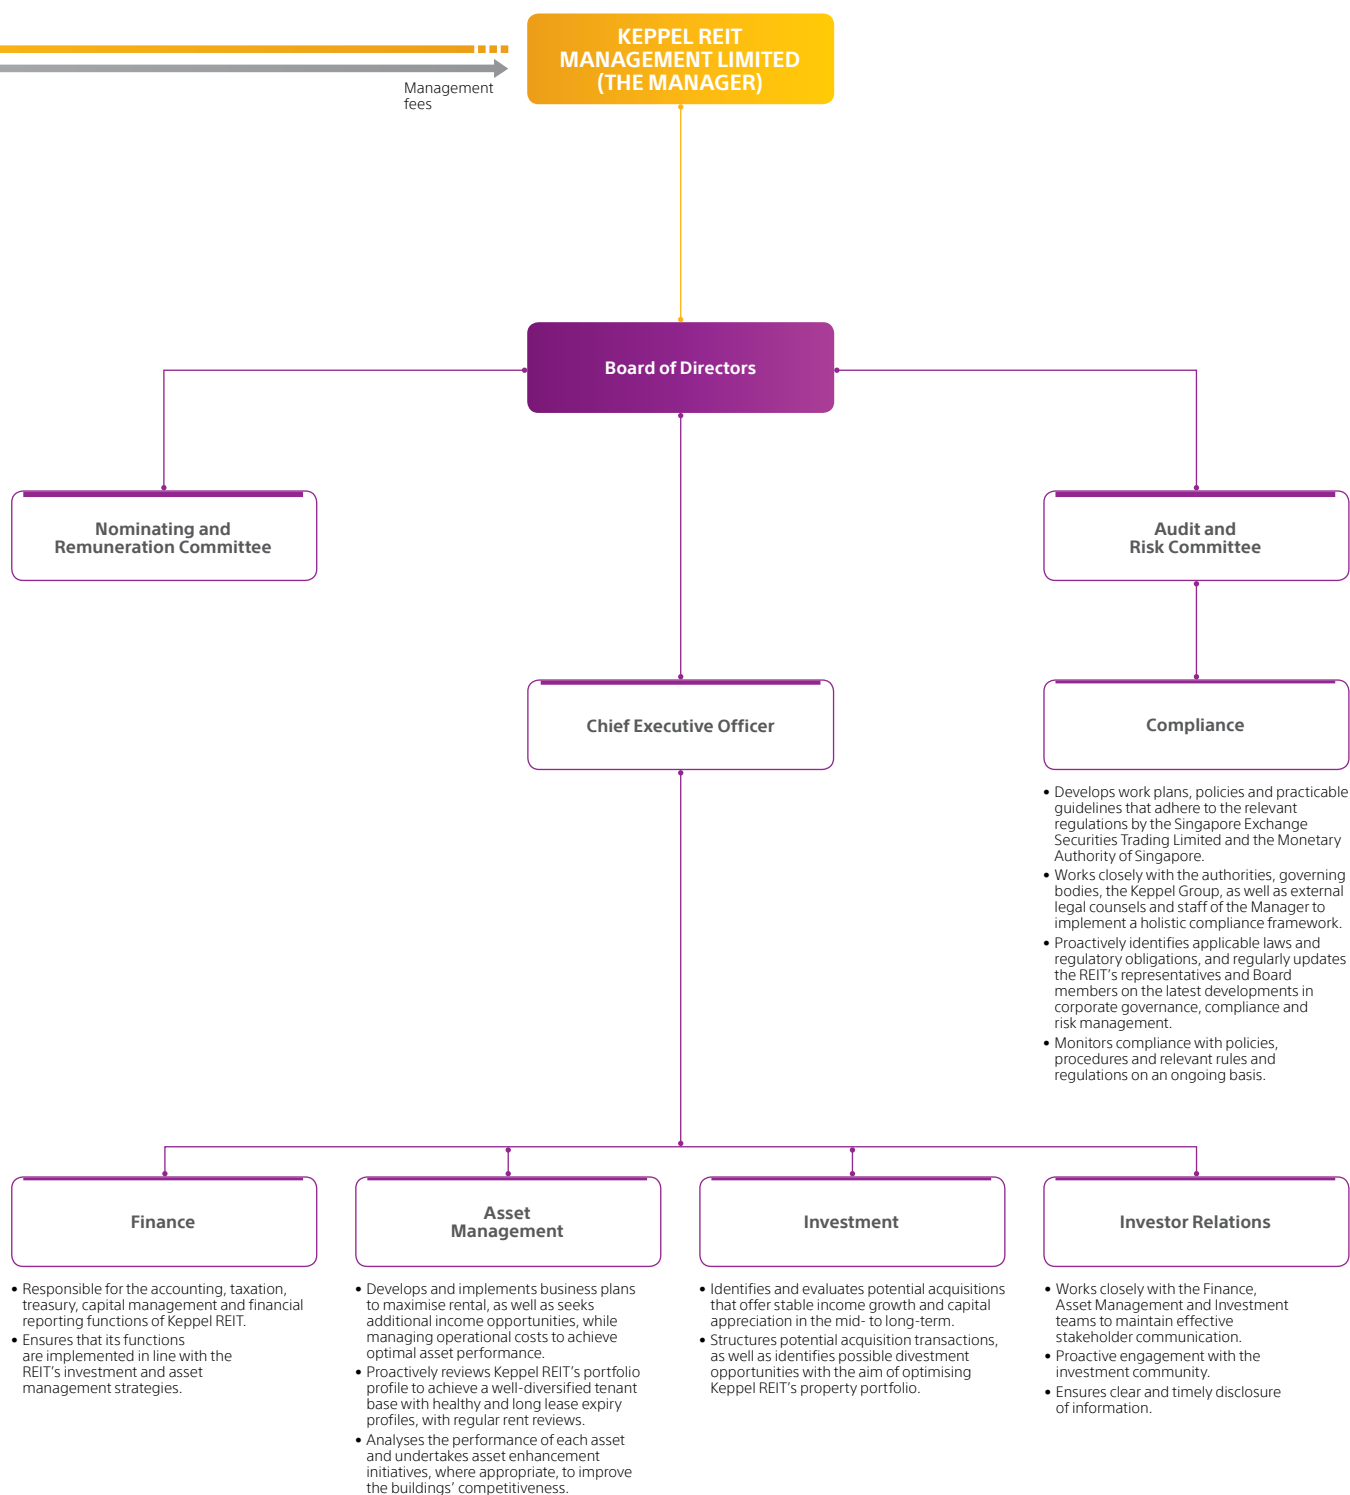 KEPPEL REIT
MANAGEMENT LIMITED
(THE MANAGER)
Management
fees
Board of Directors
Nominating and
Remuneration Committee
Audit and
Risk Committee
Chief Executive Officer
Compliance
• Develops work plans, policies and practicable
guidelines that adhere to the relevant
regulations by the Singapore Exchange
Securities Trading Limited and the Monetary
Authority of Singapore.
• Works closely with the authorities, governing
bodies, the Keppel Group, as well as external
legal counsels and staff of the Manager to
implement a holistic compliance framework.
• Proactively identifies applicable laws and
regulatory obligations, and regularly updates
the REIT's representatives and Board
members on the latest developments in
corporate governance, compliance and
risk management.
• Monitors compliance with policies,
procedures and relevant rules and
regulations on an ongoing basis.
Finance
• Responsible for the accounting, taxation,
treasury, capital management and financial
reporting functions of Keppel REIT.
• Ensures that its functions
are implemented in line with the
REIT's investment and asset
management strategies.
Asset
Management
• Develops and implements business plans
to maximise rental, as well as seeks
additional income opportunities, while
managing operational costs to achieve
optimal asset performance.
• Proactively reviews Keppel REIT's portfolio
profile to achieve a well-diversified tenant
base with healthy and long lease expiry
profiles, with regular rent reviews.
• Analyses the performance of each asset
and undertakes asset enhancement
initiatives, where appropriate, to improve
the buildings' competitiveness.
Investment
• Identifies and evaluates potential acquisitions
that offer stable income growth and capital
appreciation in the mid- to long-term.
• Structures potential acquisition transactions,
as well as identifies possible divestment
opportunities with the aim of optimising
Keppel REIT's property portfolio.
Investor Relations
• Works closely with the Finance,
Asset Management and Investment
teams to maintain effective
stakeholder communication.
• Proactive engagement with the
investment community.
• Ensures clear and timely disclosure
of information.